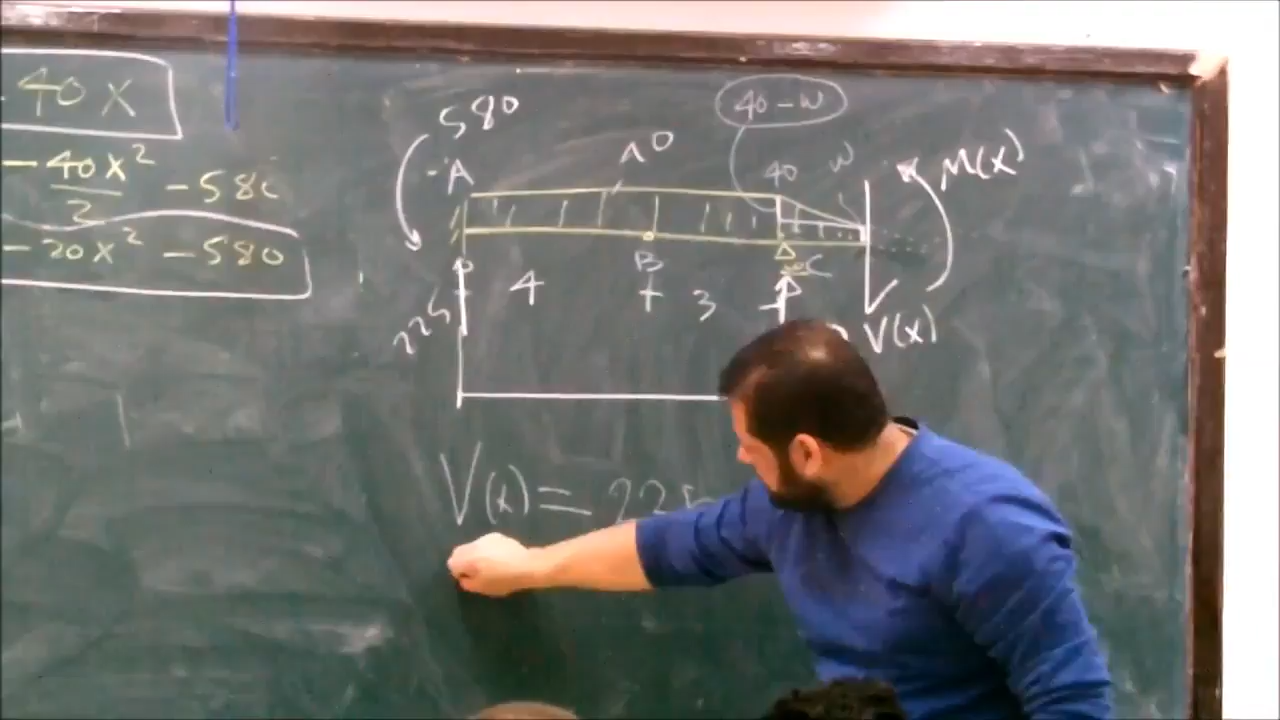 40 x
- 40x²/2 - 580
- 20x² - 580
580
40 - w
A
40
w
M(x)
B
C
4
3
225
V(x)
V(x) = 225